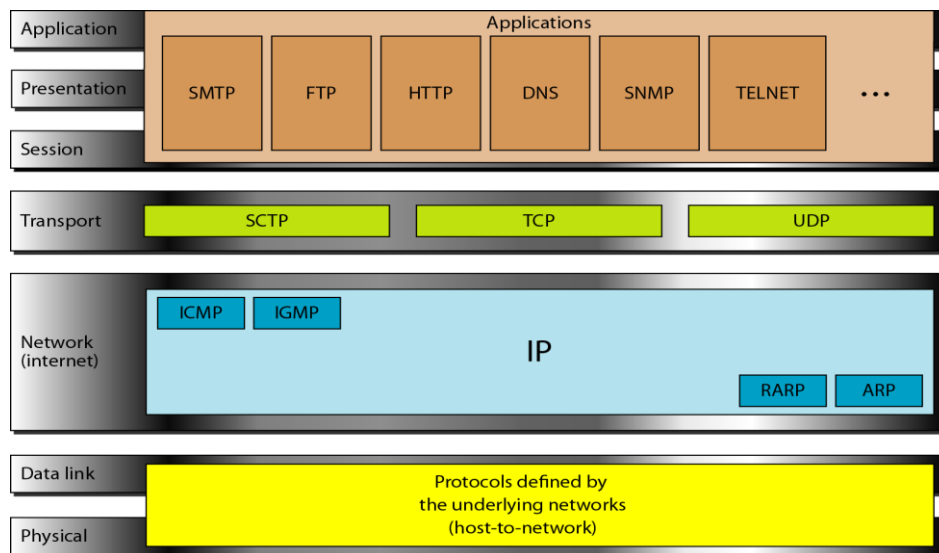 Application
Applications
SMTP
FTP
HTTP
DNS
SNMP
TELNET
...
Presentation
Session
Transport
SCTP
TCP
UDP
Network
(internet)
ICMP
IGMP
IP
RARP
ARP
Data link
Protocols defined by
the underlying networks
(host-to-network)
Physical